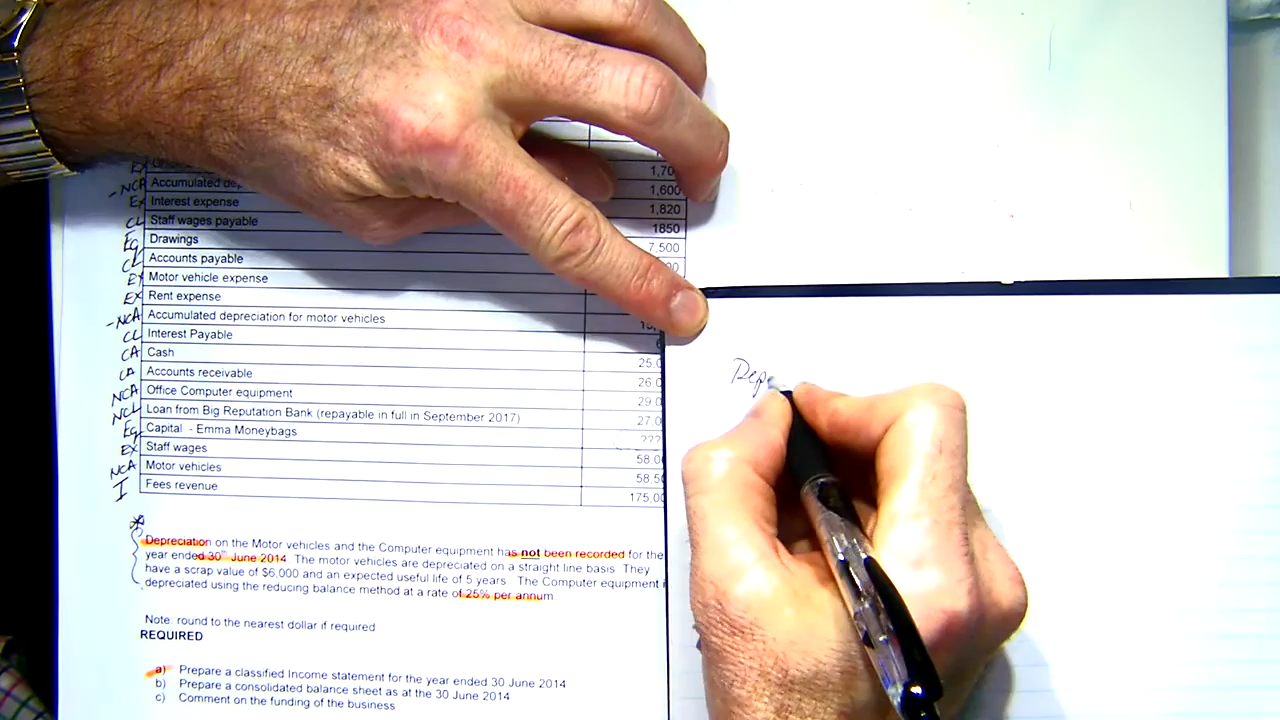 1,70
-NCA Accumulated dep 1,600
Ex Interest expense 1,820
CL Staff wages payable 1850
Eq Drawings 7,500
CL Accounts payable 00
Ex Motor vehicle expense
Ex Rent expense
-NCA Accumulated depreciation for motor vehicles
CL Interest Payable
CA Cash 25,0
CA Accounts receivable 26,0
NCA Office Computer equipment 29,0
NCL Loan from Big Reputation Bank (repayable in full in September 2017) 27,0
Eq Capital - Emma Moneybags ???
Ex Staff wages 58,0
NCA Motor vehicles 58,50
I Fees revenue 175,00
Dep
*
Depreciation on the Motor vehicles and the Computer equipment has not been recorded for the
year ended 30th June 2014. The motor vehicles are depreciated on a straight line basis. They
have a scrap value of $6,000 and an expected useful life of 5 years. The Computer equipment
depreciated using the reducing balance method at a rate of 25% per annum
Note: round to the nearest dollar if required
REQUIRED
a) Prepare a classified Income statement for the year ended 30 June 2014
b) Prepare a consolidated balance sheet as at the 30 June 2014
c) Comment on the funding of the business